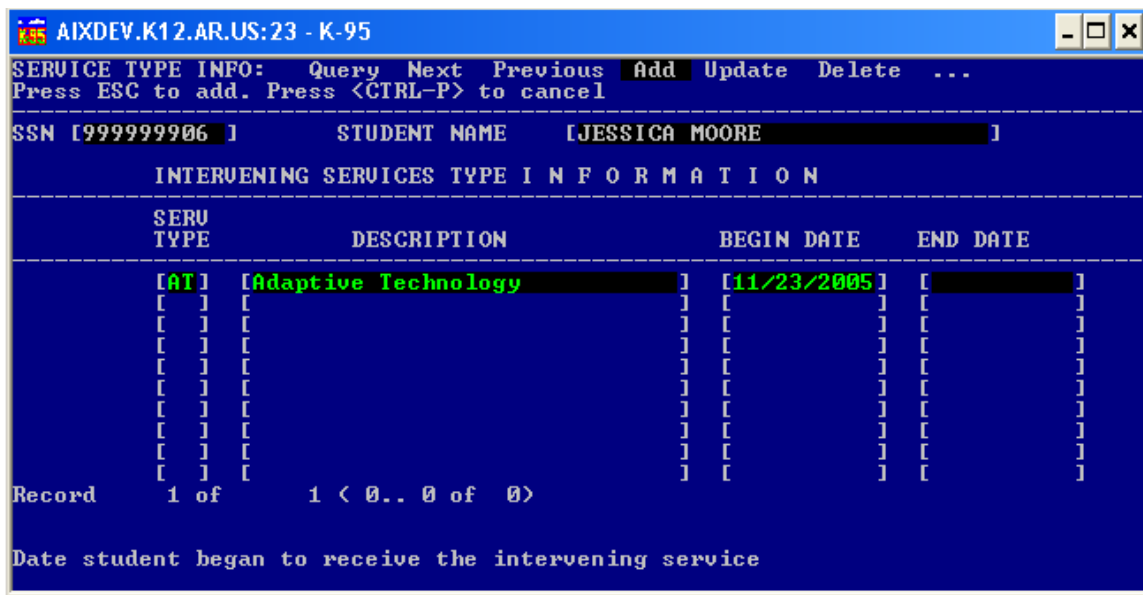 K-95 AIXDEV.K12.AR.US:23 - K-95
SERVICE TYPE INFO: Query Next Previous Add Update Delete ...
Press ESC to add. Press <CTRL-P> to cancel
SSN [999999906 ] STUDENT NAME [JESSICA MOORE ]
INTERVENING SERVICES TYPE I N F O R M A T I O N
SERV
TYPE DESCRIPTION BEGIN DATE END DATE
[AT] [Adaptive Technology ] [11/23/2005] [ ]
[ ] [ ] [ ] [ ]
[ ] [ ] [ ] [ ]
[ ] [ ] [ ] [ ]
[ ] [ ] [ ] [ ]
[ ] [ ] [ ] [ ]
[ ] [ ] [ ] [ ]
[ ] [ ] [ ] [ ]
[ ] [ ] [ ] [ ]
[ ] [ ] [ ] [ ]
Record 1 of 1 ( 0.. 0 of 0)
Date student began to receive the intervening service